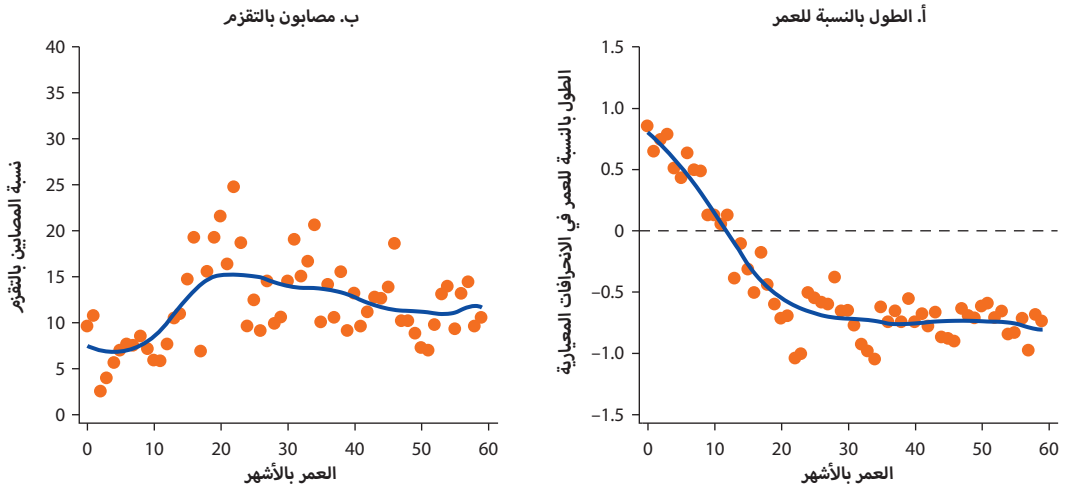 أ. الطول بالنسبة للعمر
الطول بالنسبة للعمر في الانحرافات المعيارية
1.5
1.0
0.5
0
–0.5
–1.0
–1.5
0 10 20 30 40 50 60
العمر بالأشهر
ب. مصابون بالتقزم
نسبة المصابين بالتقزم
40
35
30
25
20
15
10
5
0
0 10 20 30 40 50 60
العمر بالأشهر